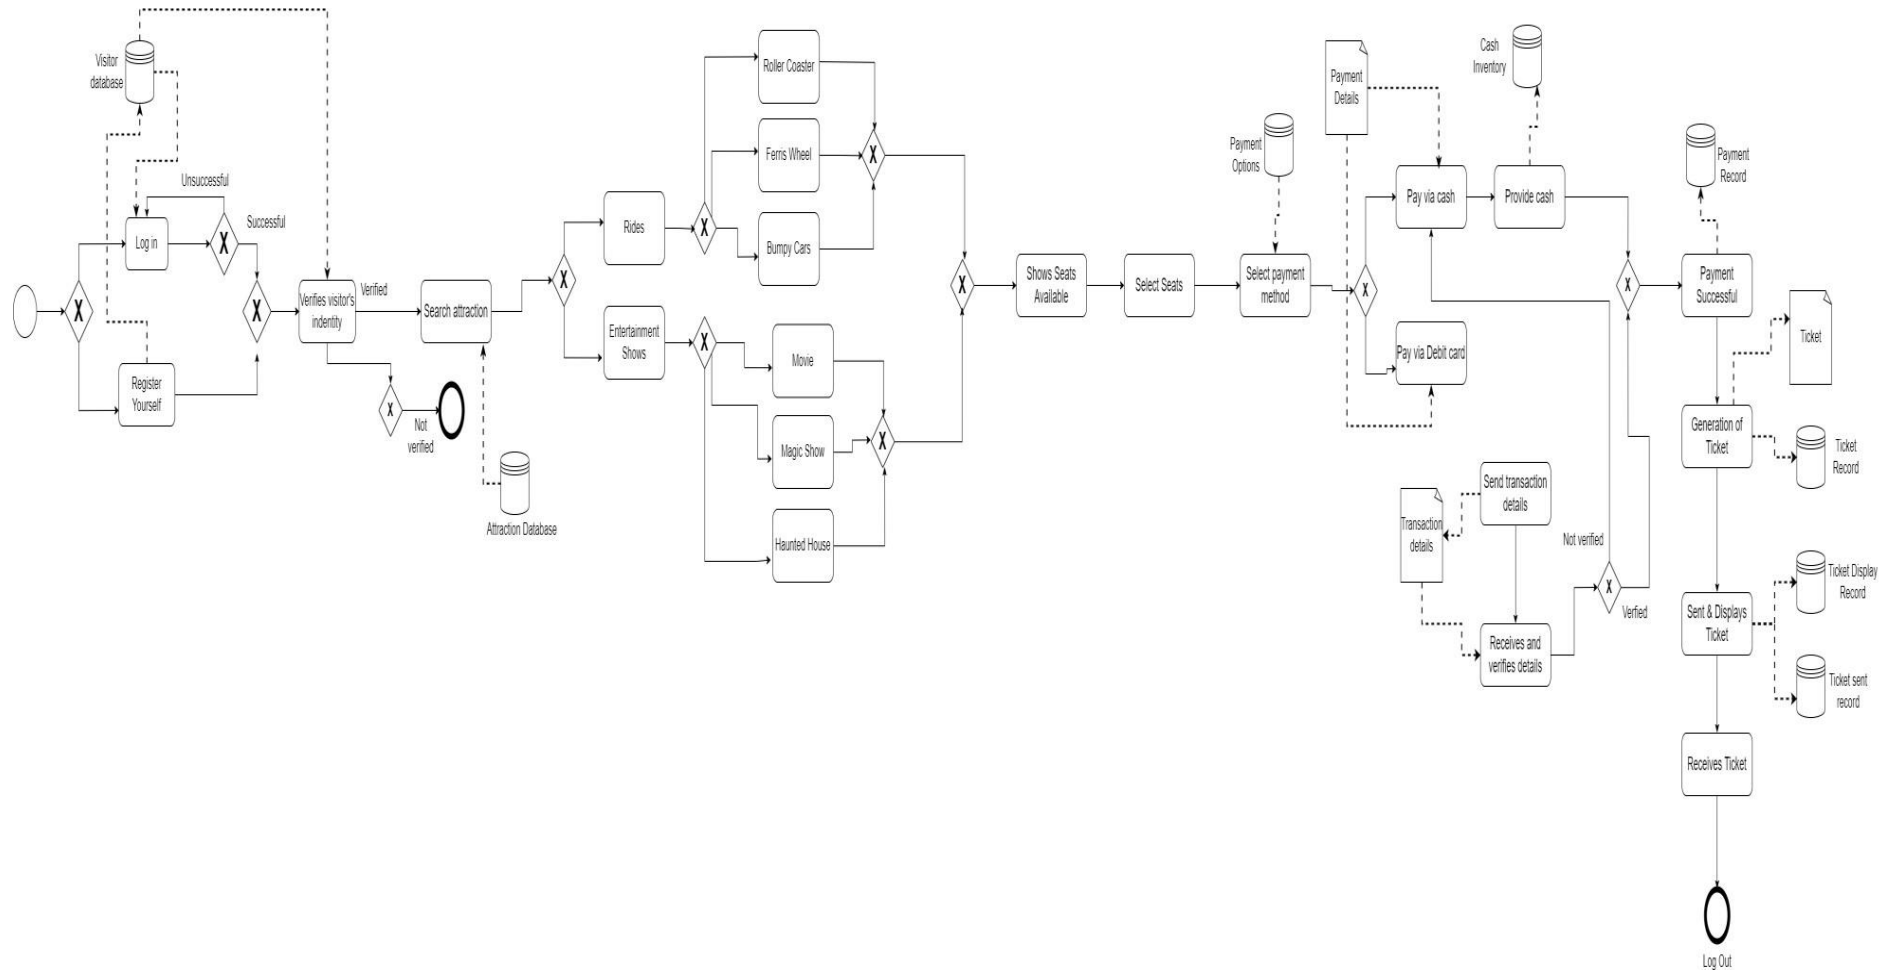 Visitor
database
Unsuccessful
Successful
X
Log in
X
X
Register
Yourself
Verifies visitor's
indentity
Verified
X
Not
verified
Search attraction
Attraction Database
X
Rides
Entertainment
Shows
X
X
Roller Coaster
Ferris Wheel
Bumpy Cars
X
Movie
Magic Show
Haunted House
X
X
Shows Seats
Available
Select Seats
Payment
Options
Select payment
method
X
Payment
Details
Cash
Inventory
Pay via cash
Provide cash
Pay via Debit card
Send transaction
details
Transaction
details
Receives and
verifies details
Not verified
X
Verfied
X
Payment
Record
Payment
Successful
Ticket
Generation of
Ticket
Ticket
Record
Sent & Displays
Ticket
Ticket Display
Record
Ticket sent
record
Receives Ticket
Log Out